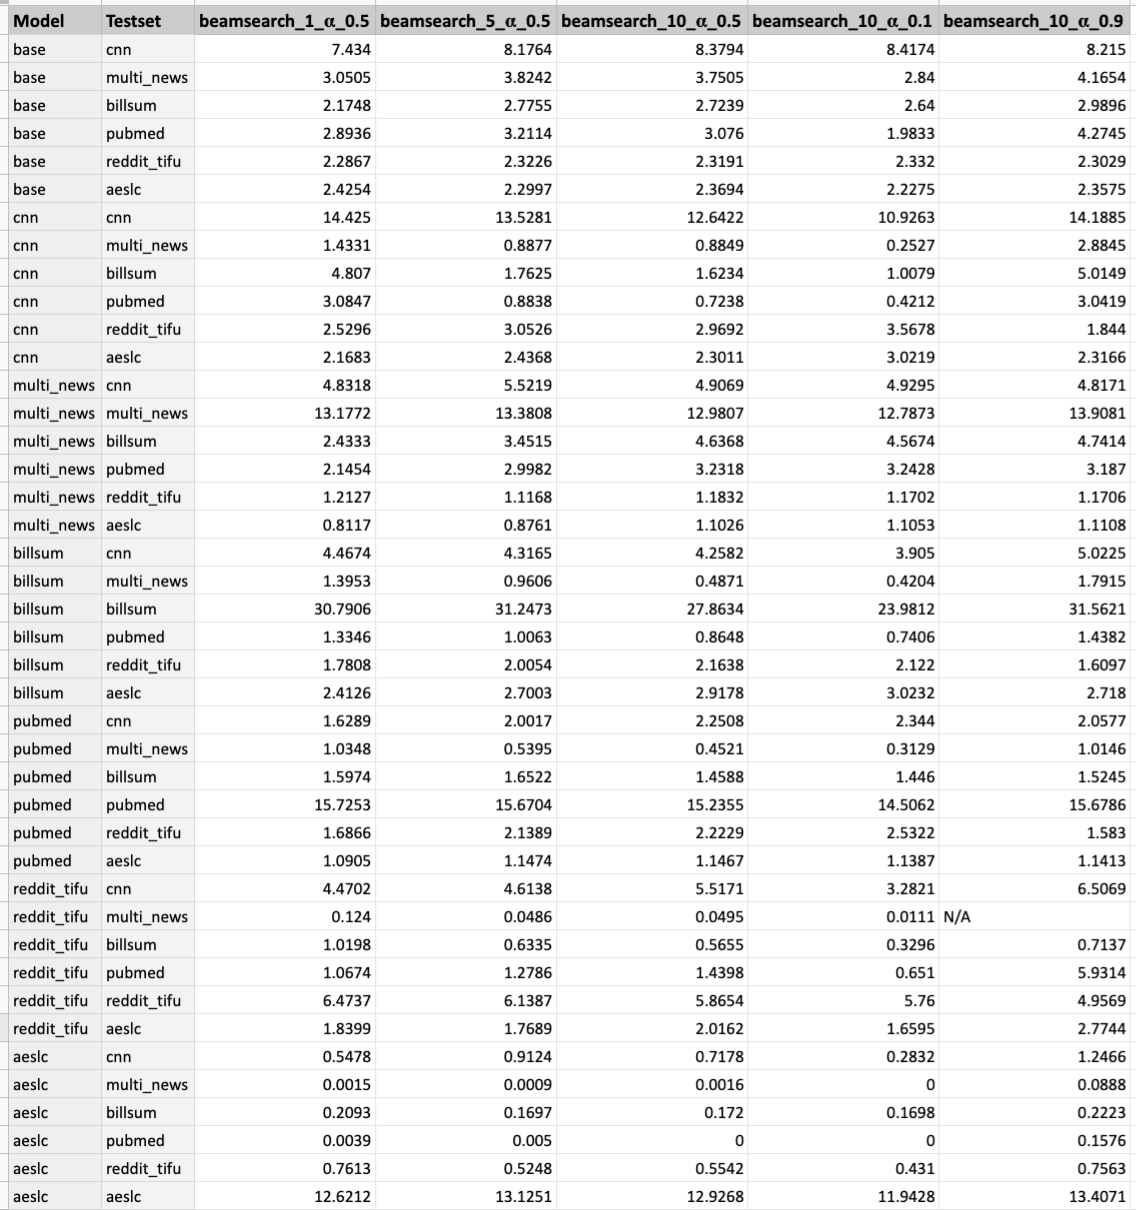 Model Testset beamsearch_1_α_0.5 beamsearch_5_α_0.5 beamsearch_10_α_0.5 beamsearch_10_α_0.1 beamsearch_10_α_0.9
base cnn 7.434 8.1764 8.3794 8.4174 8.215
base multi_news 3.0505 3.8242 3.7505 2.84 4.1654
base billsum 2.1748 2.7755 2.7239 2.64 2.9896
base pubmed 2.8936 3.2114 3.076 1.9833 4.2745
base reddit_tifu 2.2867 2.3226 2.3191 2.332 2.3029
base aeslc 2.4254 2.2997 2.3694 2.2275 2.3575
cnn cnn 14.425 13.5281 12.6422 10.9263 14.1885
cnn multi_news 1.4331 0.8877 0.8849 0.2527 2.8845
cnn billsum 4.807 1.7625 1.6234 1.0079 5.0149
cnn pubmed 3.0847 0.8838 0.7238 0.4212 3.0419
cnn reddit_tifu 2.5296 3.0526 2.9692 3.5678 1.844
cnn aeslc 2.1683 2.4368 2.3011 3.0219 2.3166
multi_news cnn 4.8318 5.5219 4.9069 4.9295 4.8171
multi_news multi_news 13.1772 13.3808 12.9807 12.7873 13.9081
multi_news billsum 2.4333 3.4515 4.6368 4.5674 4.7414
multi_news pubmed 2.1454 2.9982 3.2318 3.2428 3.187
multi_news reddit_tifu 1.2127 1.1168 1.1832 1.1702 1.1706
multi_news aeslc 0.8117 0.8761 1.1026 1.1053 1.1108
billsum cnn 4.4674 4.3165 4.2582 3.905 5.0225
billsum multi_news 1.3953 0.9606 0.4871 0.4204 1.7915
billsum billsum 30.7906 31.2473 27.8634 23.9812 31.5621
billsum pubmed 1.3346 1.0063 0.8648 0.7406 1.4382
billsum reddit_tifu 1.7808 2.0054 2.1638 2.122 1.6097
billsum aeslc 2.4126 2.7003 2.9178 3.0232 2.718
pubmed cnn 1.6289 2.0017 2.2508 2.344 2.0577
pubmed multi_news 1.0348 0.5395 0.4521 0.3129 1.0146
pubmed billsum 1.5974 1.6522 1.4588 1.446 1.5245
pubmed pubmed 15.7253 15.6704 15.2355 14.5062 15.6786
pubmed reddit_tifu 1.6866 2.1389 2.2229 2.5322 1.583
pubmed aeslc 1.0905 1.1474 1.1467 1.1387 1.1413
reddit_tifu cnn 4.4702 4.6138 5.5171 3.2821 6.5069
reddit_tifu multi_news 0.124 0.0486 0.0495 0.0111 N/A
reddit_tifu billsum 1.0198 0.6335 0.5655 0.3296 0.7137
reddit_tifu pubmed 1.0674 1.2786 1.4398 0.651 5.9314
reddit_tifu reddit_tifu 6.4737 6.1387 5.8654 5.76 4.9569
reddit_tifu aeslc 1.8399 1.7689 2.0162 1.6595 2.7744
aeslc cnn 0.5478 0.9124 0.7178 0.2832 1.2466
aeslc multi_news 0.0015 0.0009 0.0016 0 0.0888
aeslc billsum 0.2093 0.1697 0.172 0.1698 0.2223
aeslc pubmed 0.0039 0.005 0 0 0.1576
aeslc reddit_tifu 0.7613 0.5248 0.5542 0.431 0.7563
aeslc aeslc 12.6212 13.1251 12.9268 11.9428 13.4071